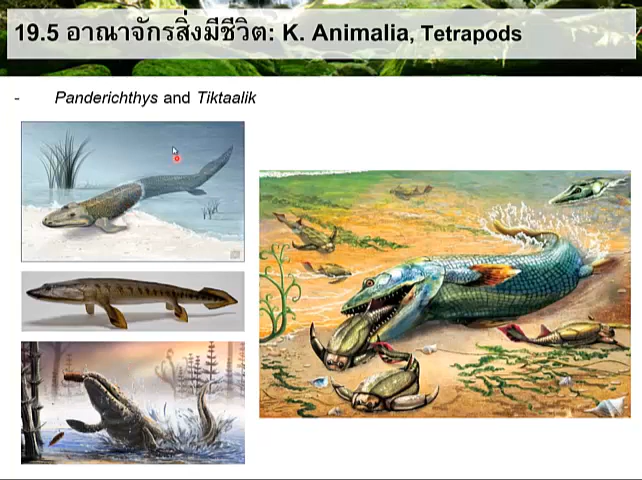 19.5 อาณาจักรสิ่งมีชีวิต: K. Animalia, Tetrapods
- Panderichthys and Tiktaalik